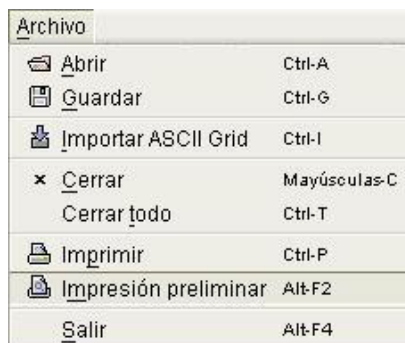 Archivo
Abrir Ctrl-A
Guardar Ctrl-G
Importar ASCII Grid Ctrl-I
Cerrar Mayúsculas-C
Cerrar todo Ctrl-T
Imprimir Ctrl-P
Impresión preliminar Alt-F2
Salir Alt-F4